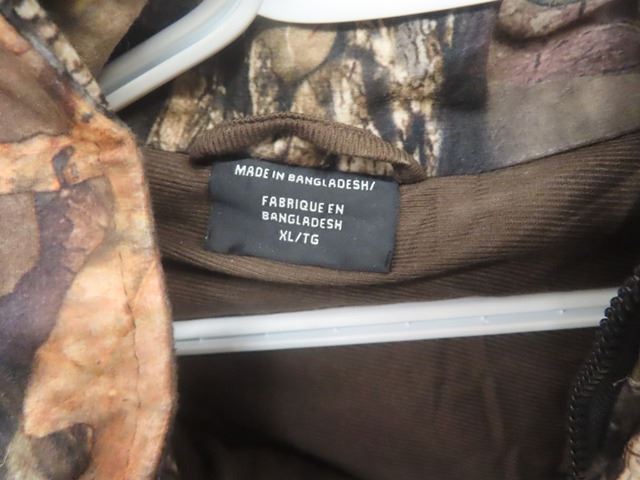 MADE IN BANGLADESH/
FABRIQUE EN
BANGLADESH
XL/TG